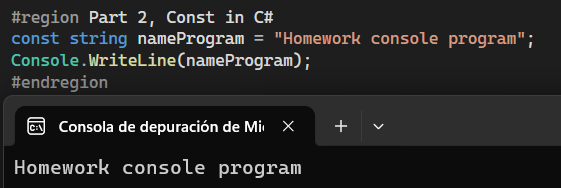 #region Part 2, Const in C#
const string nameProgram = "Homework console program";
Console.WriteLine(nameProgram);
#endregion
Consola de depuración de Mi
Homework console program